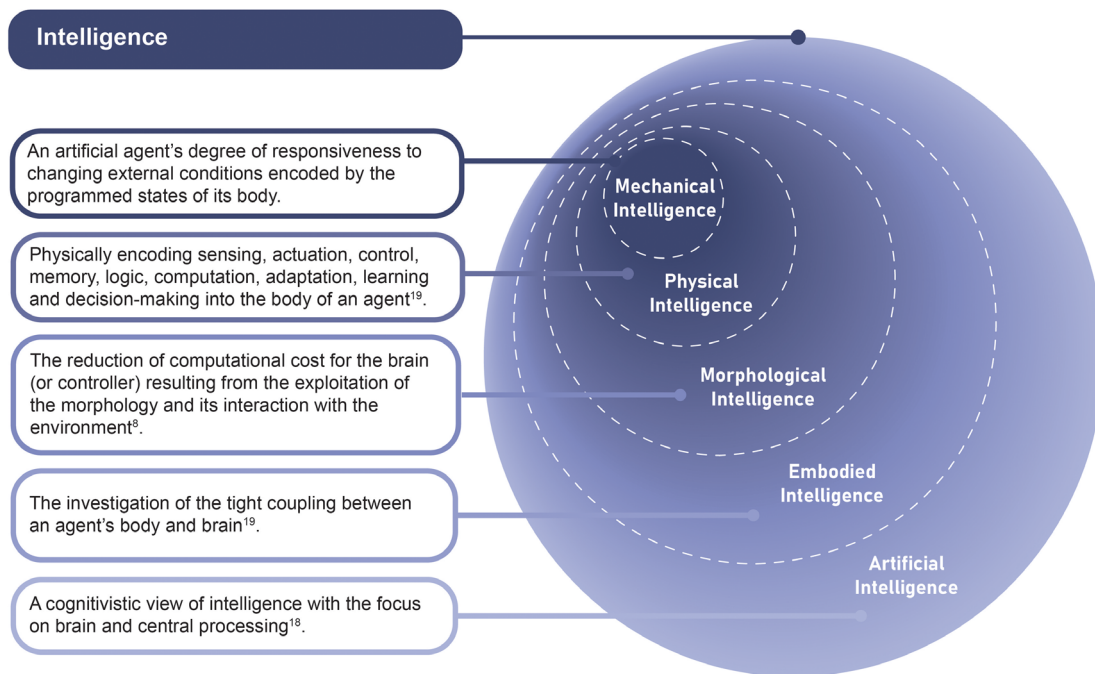 Intelligence
An artificial agent's degree of responsiveness to
changing external conditions encoded by the
programmed states of its body.
Physically encoding sensing, actuation, control,
memory, logic, computation, adaptation, learning
and decision-making into the body of an agent¹⁹.
The reduction of computational cost for the brain
(or controller) resulting from the exploitation of
the morphology and its interaction with the
environment⁸.
The investigation of the tight coupling between
an agent's body and brain¹⁹.
A cognitivistic view of intelligence with the focus
on brain and central processing¹⁸.
Mechanical
Intelligence
Physical
Intelligence
Morphological
Intelligence
Embodied
Intelligence
Artificial
Intelligence